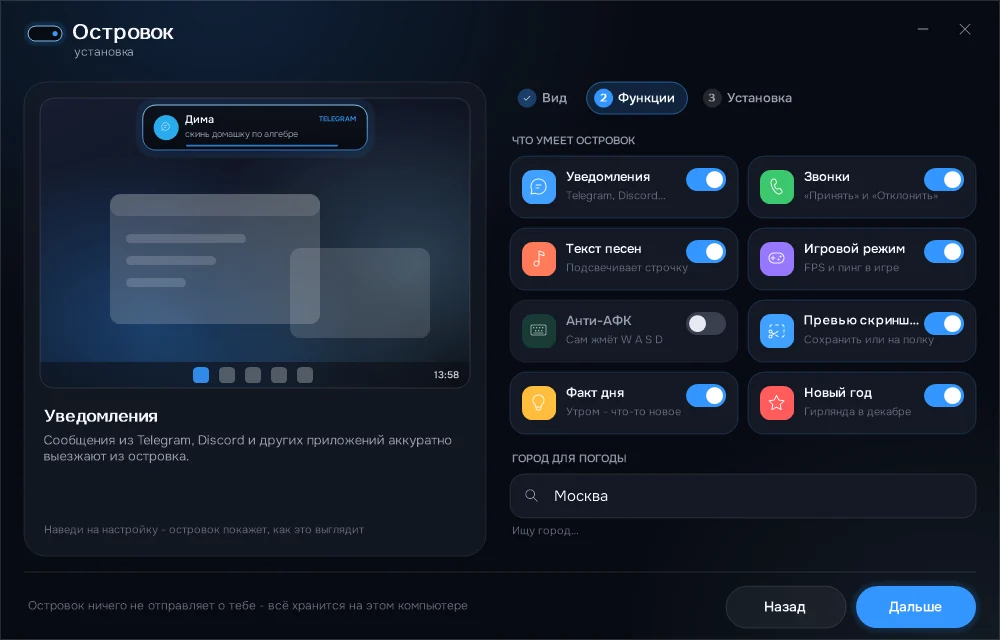 Островок
установка
Дима
TELEGRAM
скинь домашку по алгебре
13:58
Уведомления
Сообщения из Telegram, Discord и других приложений аккуратно
выезжают из островка.
Наведи на настройку - островок покажет, как это выглядит
Вид
2 Функции
3 Установка
ЧТО УМЕЕТ ОСТРОВОК
Уведомления
Telegram, Discord...
Звонки
«Принять» и «Отклонить»
Текст песен
Подсвечивает строчку
Игровой режим
FPS и пинг в игре
Анти-АФК
Сам жмёт W A S D
Превью скринш...
Сохранить или на полку
Факт дня
Утром - что-то новое
Новый год
Гирлянда в декабре
ГОРОД ДЛЯ ПОГОДЫ
Москва
Ищу город...
Островок ничего не отправляет о тебе - всё хранится на этом компьютере
Назад
Дальше